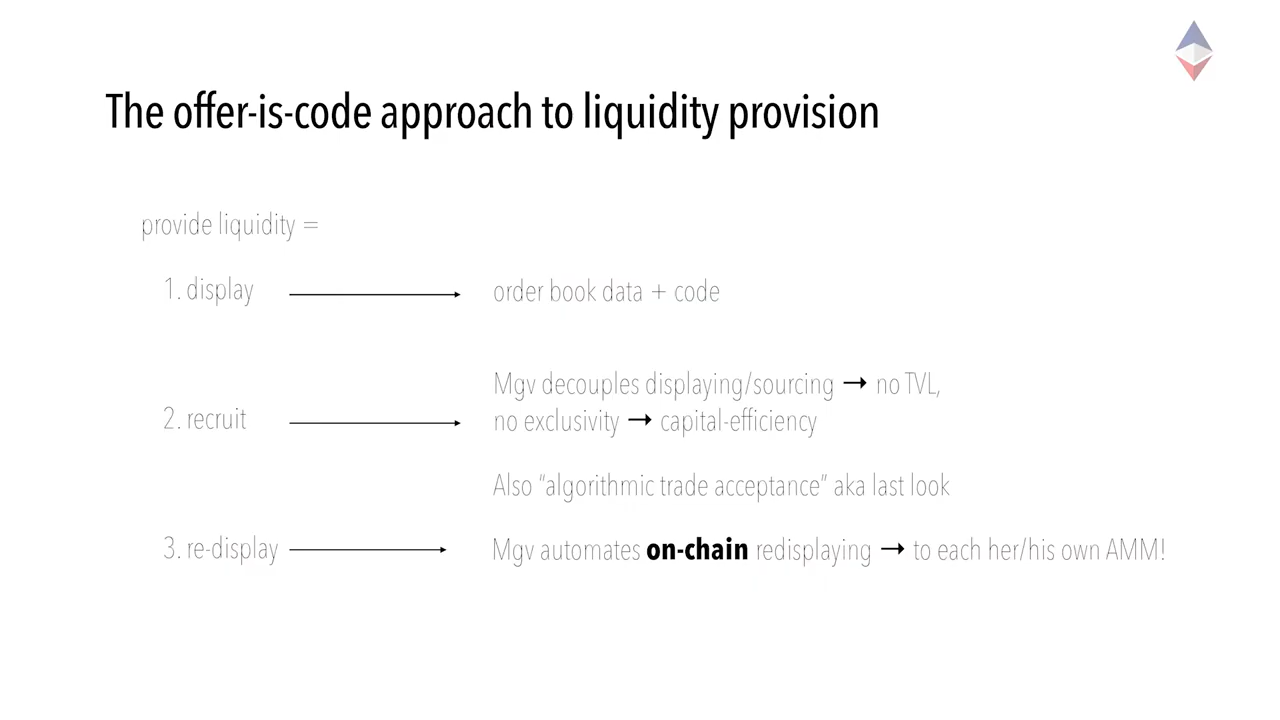 The offer-is-code approach to liquidity provision
provide liquidity =
1. display → order book data + code
Mgv decouples displaying/sourcing → no TVL,
2. recruit → no exclusivity → capital-efficiency
Also “algorithmic trade acceptance” aka last look
3. re-display → Mgv automates on-chain redisplaying → to each her/his own AMM!